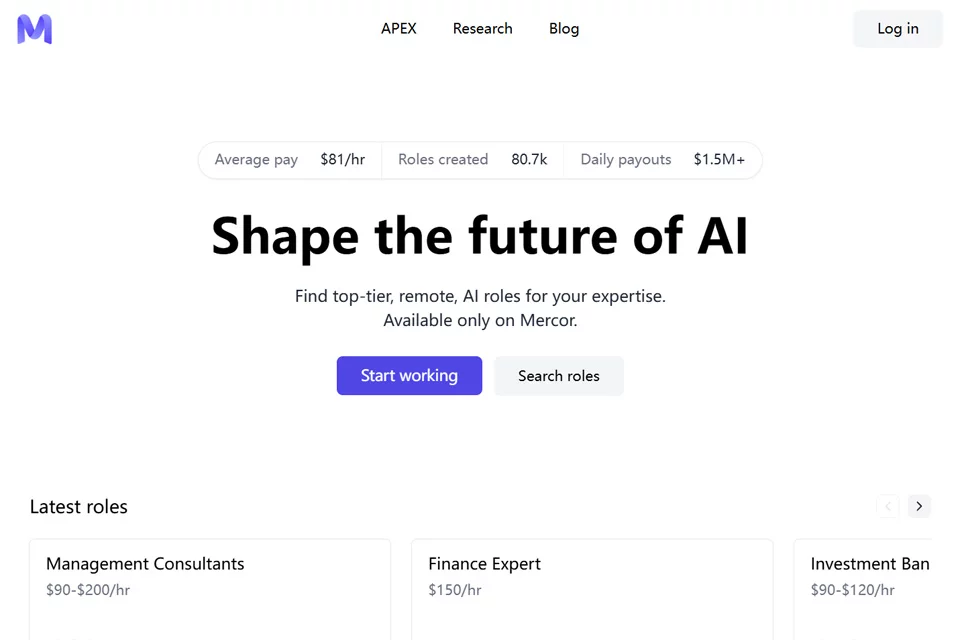 M
APEX Research Blog Log in
Average pay $81/hr Roles created 80.7k Daily payouts $1.5M+
Shape the future of AI
Find top-tier, remote, AI roles for your expertise.
Available only on Mercor.
Start working Search roles
Latest roles
Management Consultants
$90-$200/hr
Finance Expert
$150/hr
Investment Ban
$90-$120/hr